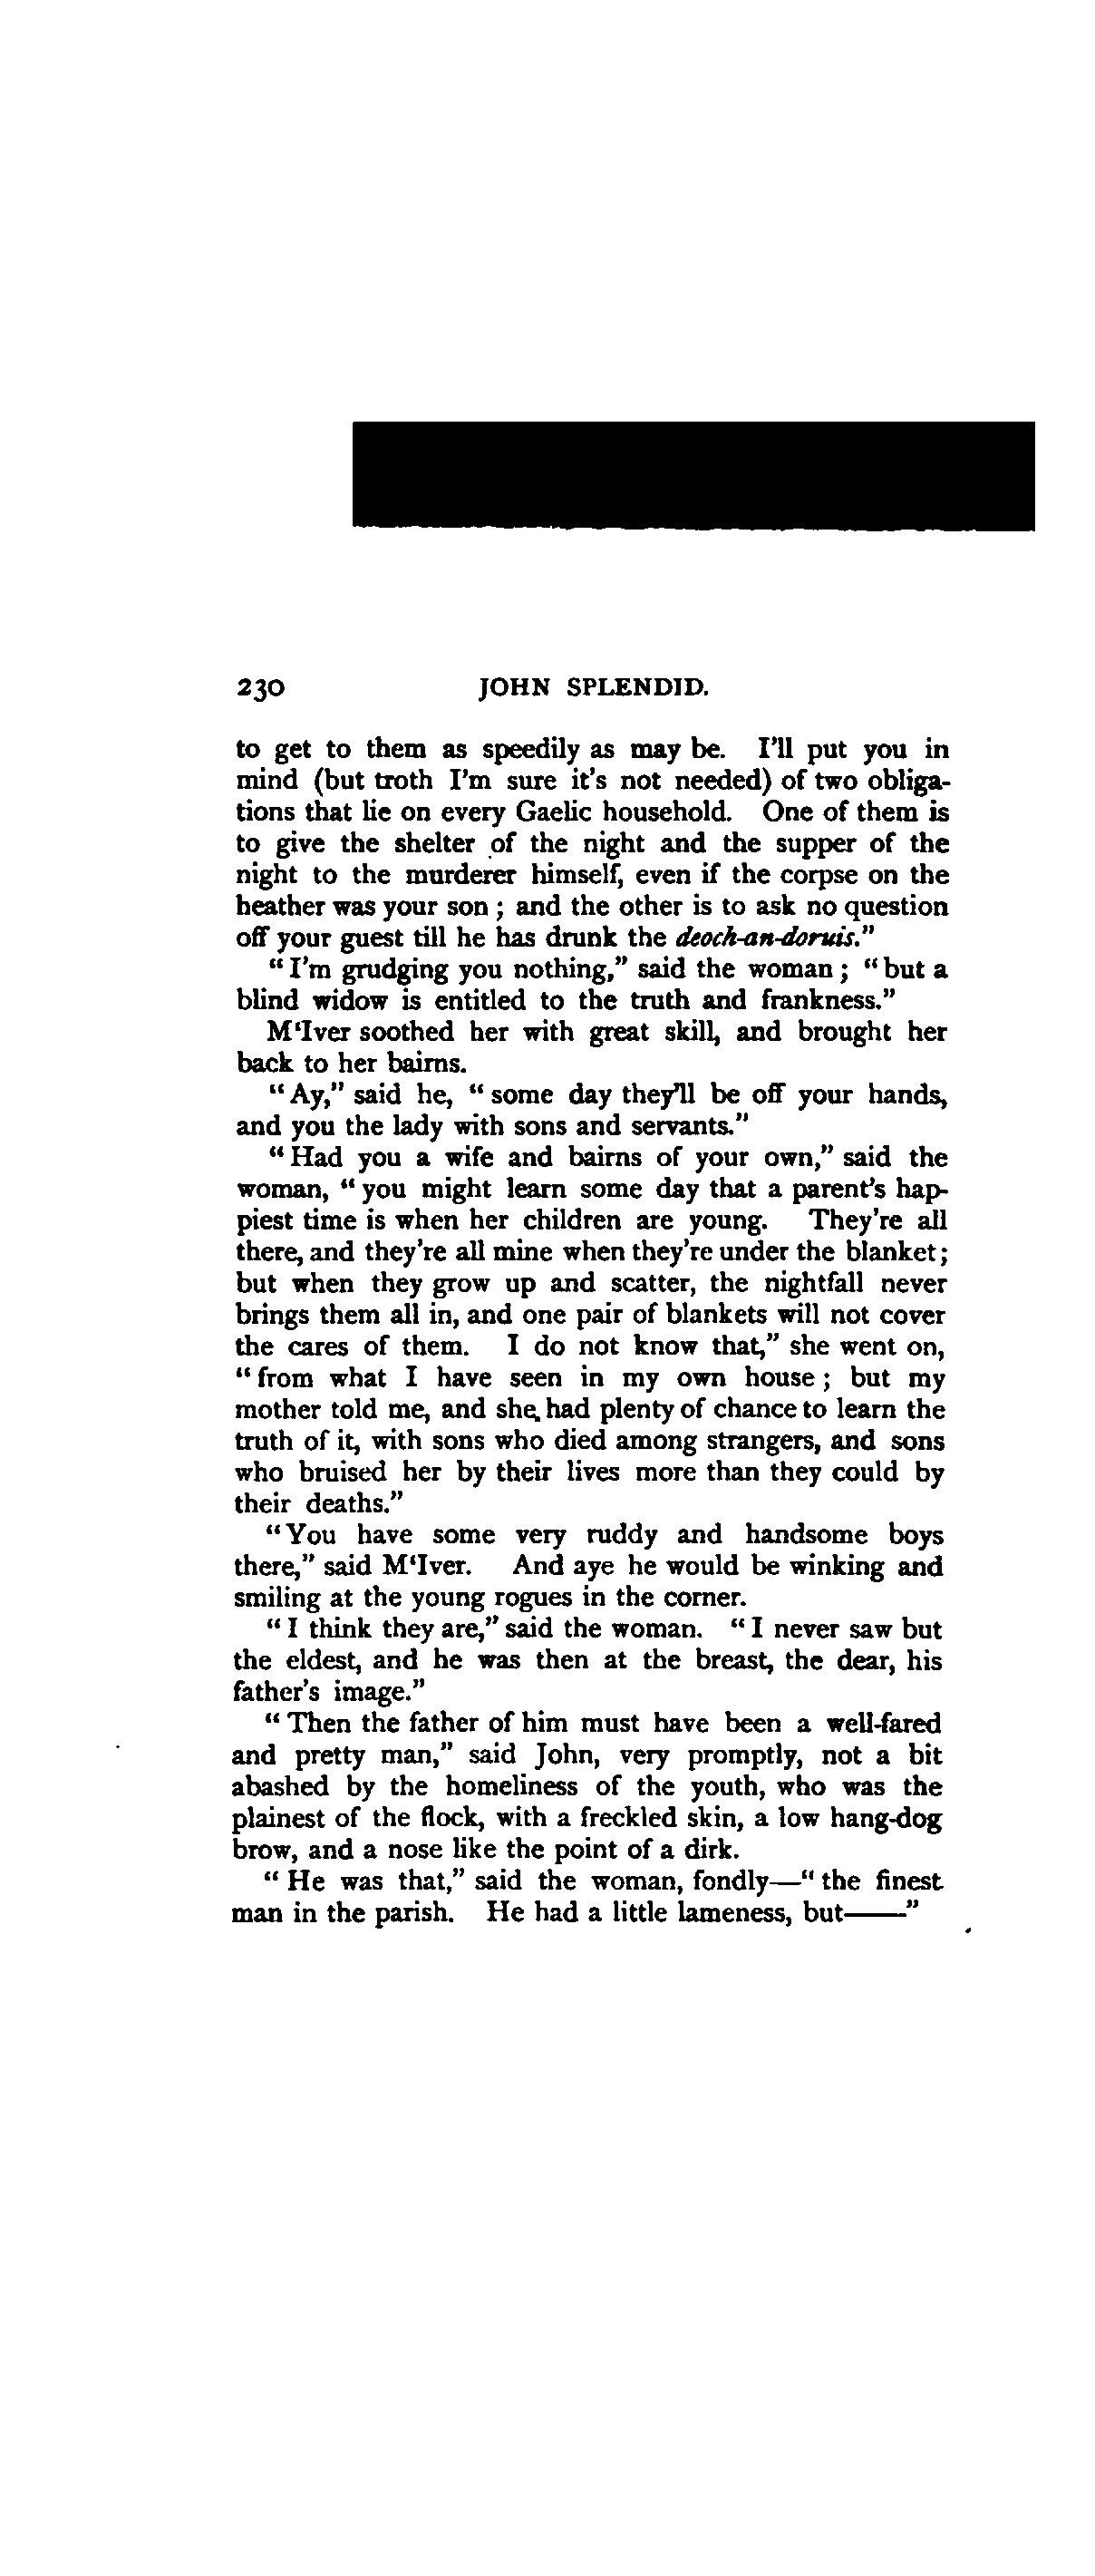 230 JOHN SPLENDID.
to get to them as speedily as may be. I'll put you in
mind (but troth I'm sure it's not needed) of two obliga-
tions that lie on every Gaelic household. One of them is
to give the shelter of the night and the supper of the
night to the murderer himself, even if the corpse on the
heather was your son ; and the other is to ask no question
off your guest till he has drunk the deoch-an-doruis."
"I'm grudging you nothing," said the woman ; "but a
blind widow is entitled to the truth and frankness."
M'Iver soothed her with great skill, and brought her
back to her bairns.
"Ay," said he, "some day they'll be off your hands,
and you the lady with sons and servants."
"Had you a wife and bairns of your own," said the
woman, "you might learn some day that a parent's hap-
piest time is when her children are young. They're all
there, and they're all mine when they're under the blanket ;
but when they grow up and scatter, the nightfall never
brings them all in, and one pair of blankets will not cover
the cares of them. I do not know that," she went on,
"from what I have seen in my own house ; but my
mother told me, and she had plenty of chance to learn the
truth of it, with sons who died among strangers, and sons
who bruised her by their lives more than they could by
their deaths."
"You have some very ruddy and handsome boys
there," said M'Iver. And aye he would be winking and
smiling at the young rogues in the corner.
"I think they are," said the woman. "I never saw but
the eldest, and he was then at the breast, the dear, his
father's image."
"Then the father of him must have been a well-fared
and pretty man," said John, very promptly, not a bit
abashed by the homeliness of the youth, who was the
plainest of the flock, with a freckled skin, a low hang-dog
brow, and a nose like the point of a dirk.
"He was that," said the woman, fondly—"the finest
man in the parish. He had a little lameness, but——"